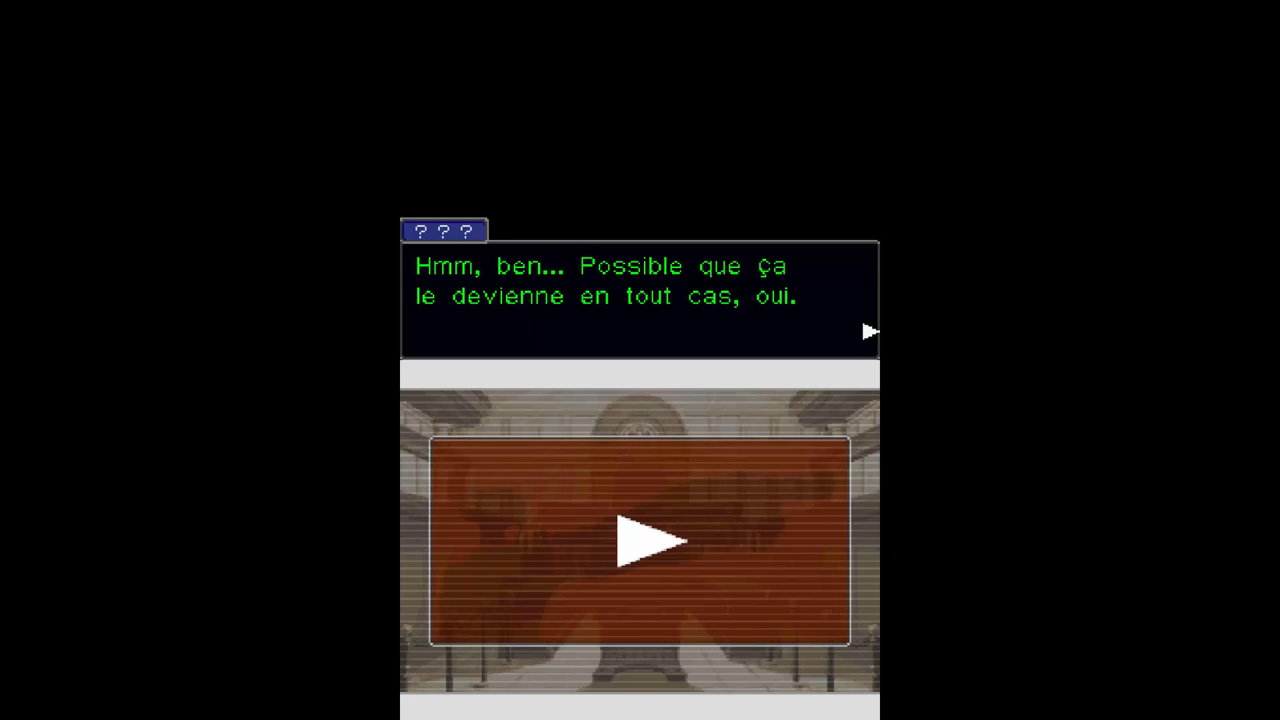 ? ? ?
Hmm, ben... Possible que ça
le devienne en tout cas, oui.